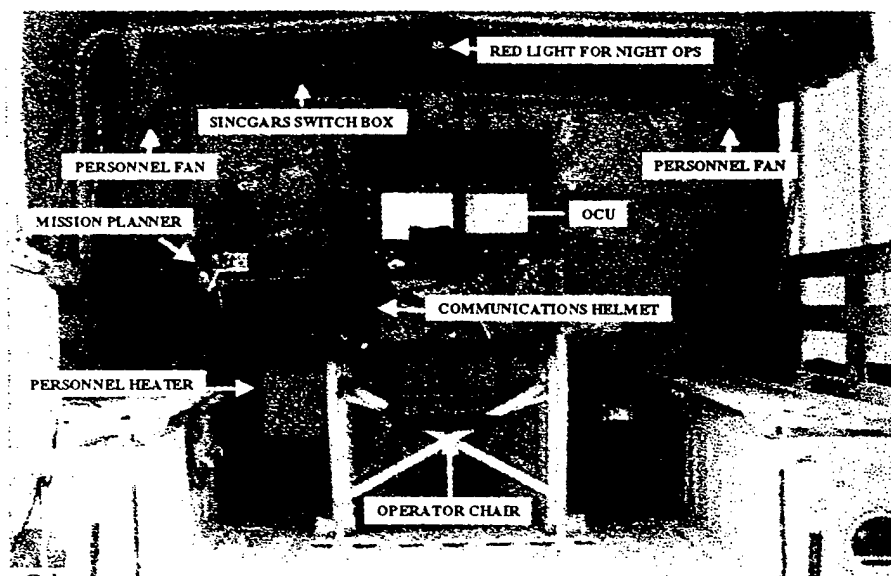 RED LIGHT FOR NIGHT OPS
SINCGARS SWITCH BOX
PERSONNEL FAN
PERSONNEL FAN
MISSION PLANNER
OCU
COMMUNICATIONS HELMET
PERSONNEL HEATER
OPERATOR CHAIR